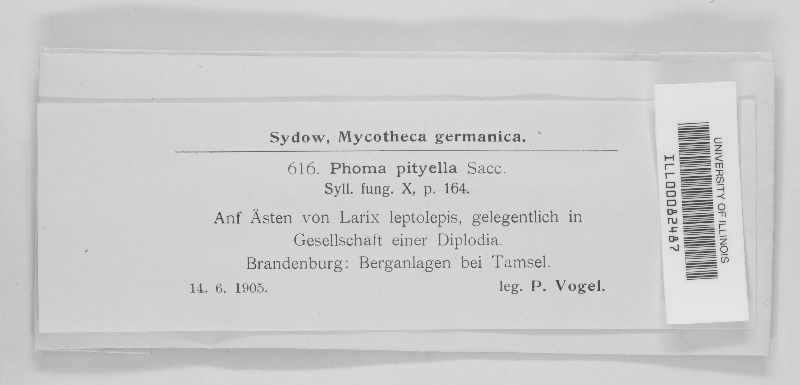 Sydow, Mycotheca germanica.
616. Phoma pityella Sacc.
Syll. fung. X, p. 164.
Anf Ästen von Larix leptolepis, gelegentlich in
Gesellschaft einer Diplodia.
Brandenburg: Berganlagen bei Tamsel.
14. 6. 1905. leg. P. Vogel.
UNIVERSITY OF ILLINOIS
ILL00082487